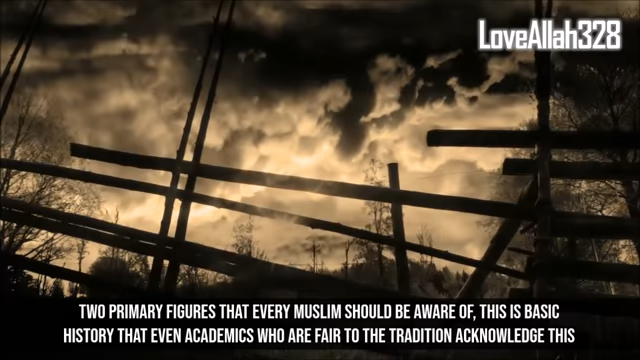 LoveAllah328
TWO PRIMARY FIGURES THAT EVERY MUSLIM SHOULD BE AWARE OF, THIS IS BASIC
HISTORY THAT EVEN ACADEMICS WHO ARE FAIR TO THE TRADITION ACKNOWLEDGE THIS